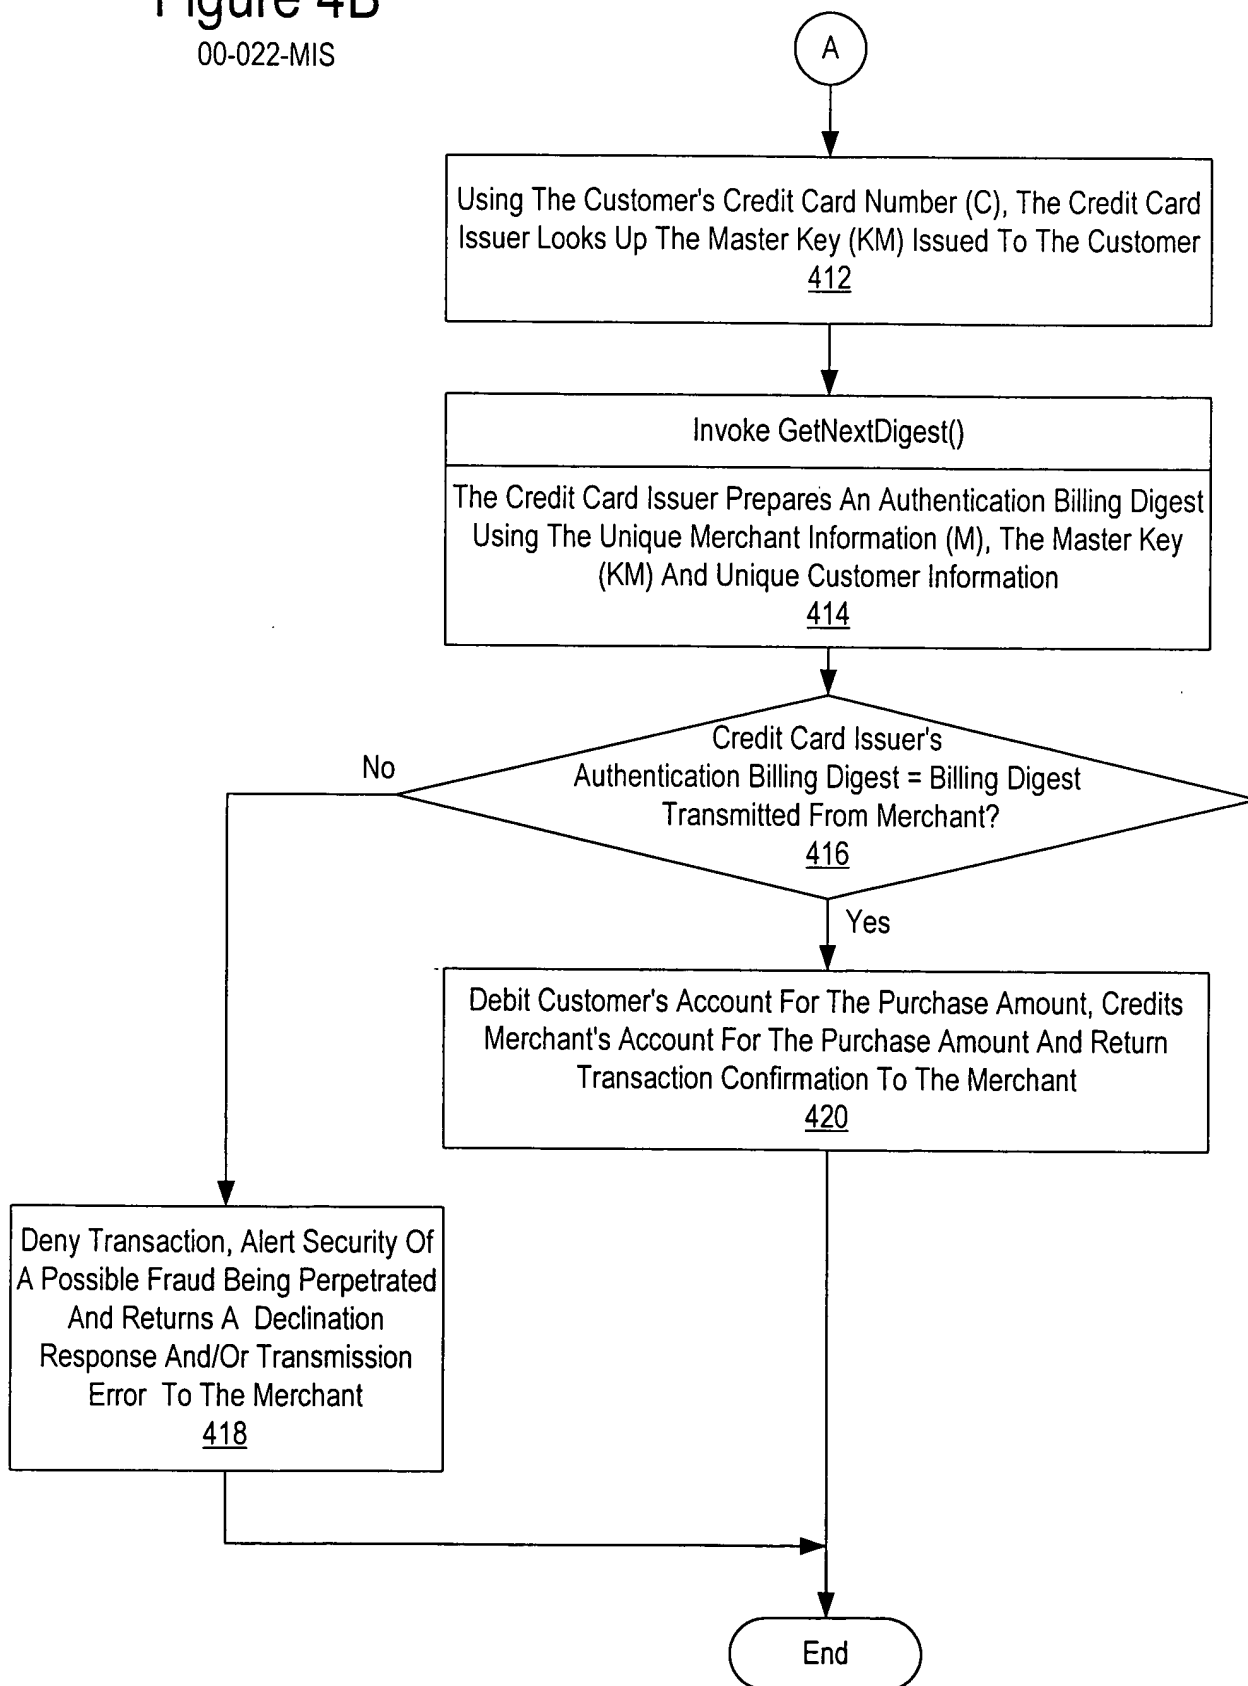 Figure 4B
00-022-MIS
A
Using The Customer's Credit Card Number (C), The Credit Card
Issuer Looks Up The Master Key (KM) Issued To The Customer
412
Invoke GetNextDigest()
The Credit Card Issuer Prepares An Authentication Billing Digest
Using The Unique Merchant Information (M), The Master Key
(KM) And Unique Customer Information
414
Credit Card Issuer's
Authentication Billing Digest = Billing Digest
Transmitted From Merchant?
416
No
Yes
Debit Customer's Account For The Purchase Amount, Credits
Merchant's Account For The Purchase Amount And Return
Transaction Confirmation To The Merchant
420
Deny Transaction, Alert Security Of
A Possible Fraud Being Perpetrated
And Returns A Declination
Response And/Or Transmission
Error To The Merchant
418
End